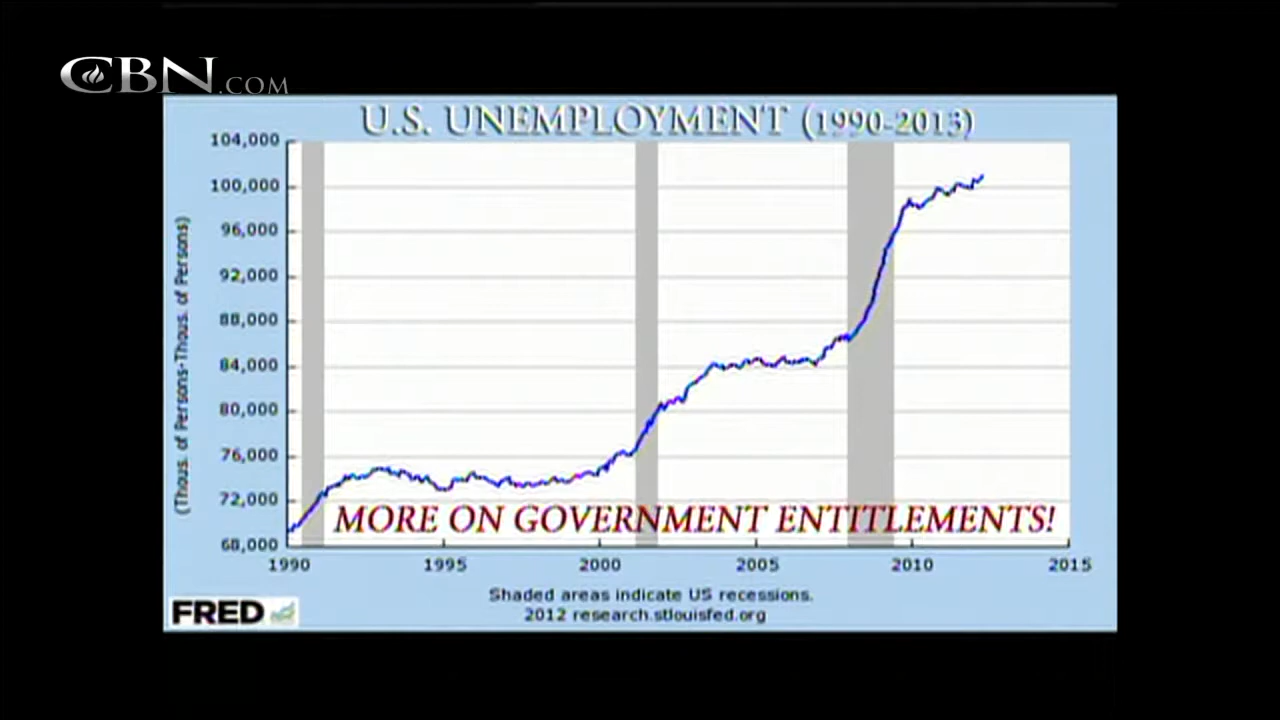 CBN.COM
U.S. UNEMPLOYMENT (1990-2013)
104,000
100,000
96,000
92,000
88,000
84,000
80,000
76,000
72,000
68,000
(Thous. of Persons-Thous. of Persons)
MORE ON GOVERNMENT ENTITLEMENTS!
1990 1995 2000 2005 2010 2015
Shaded areas indicate US recessions.
2012 research.stlouisfed.org
FRED